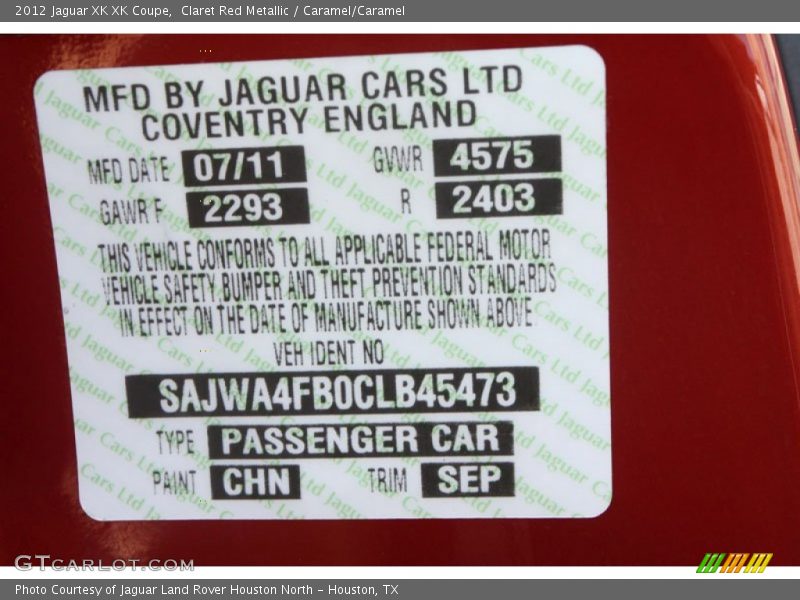 2012 Jaguar XK XK Coupe,  Claret Red Metallic / Caramel/Caramel
MFD BY JAGUAR CARS LTD
COVENTRY ENGLAND
MFD DATE 07/11 GVWR 4575
GAWR F 2293 R 2403
THIS VEHICLE CONFORMS TO ALL APPLICABLE FEDERAL MOTOR
VEHICLE SAFETY, BUMPER AND THEFT PREVENTION STANDARDS
IN EFFECT ON THE DATE OF MANUFACTURE SHOWN ABOVE.
VEH IDENT NO
SAJWA4FB0CLB45473
TYPE PASSENGER CAR
PAINT CHN TRIM SEP
GTCARLOT.COM
Photo Courtesy of Jaguar Land Rover Houston North – Houston, TX